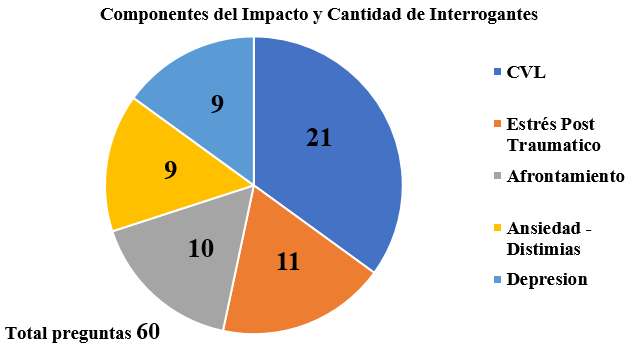 Componentes del Impacto y Cantidad de Interrogantes
9
21
9
10
11
CVL
Estrés Post
Traumatico
Afrontamiento
Ansiedad -
Distimias
Depresion
Total preguntas 60